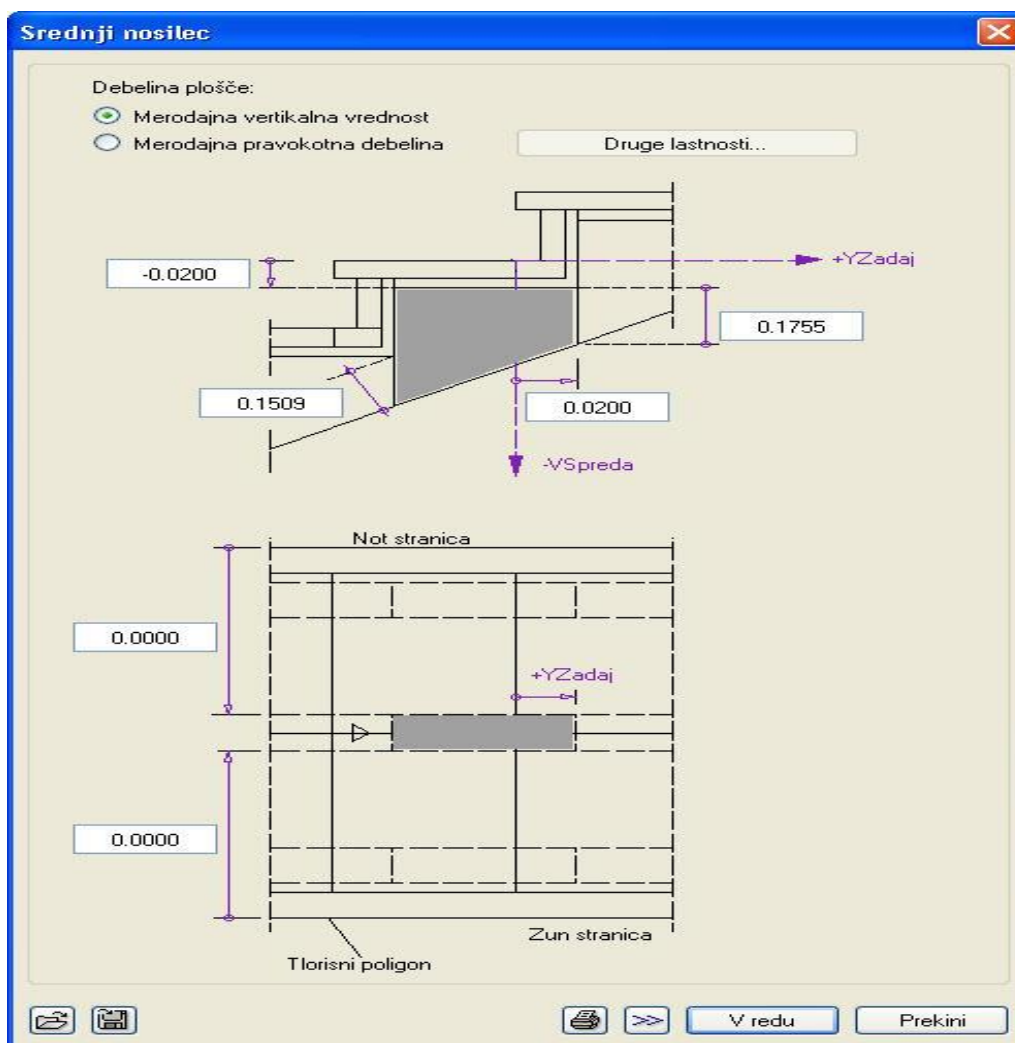 Srednji nosilec
Debelina plošče:
Merodajna vertikalna vrednost
Merodajna pravokotna debelina
Druge lastnosti...
-0.0200
+YZadaj
0.1755
0.1509
0.0200
-VSpreda
Not stranica
0.0000
+YZadaj
0.0000
Zun stranica
Tlorisni poligon
>>
V redu
Prekini